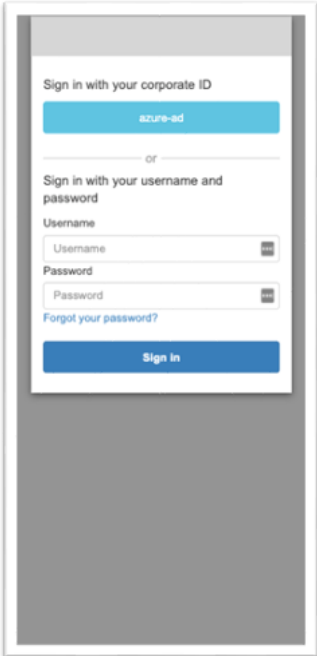 Sign in with your corporate ID
azure-ad
or
Sign in with your username and
password
Username
Username
Password
Password
Forgot your password?
Sign in